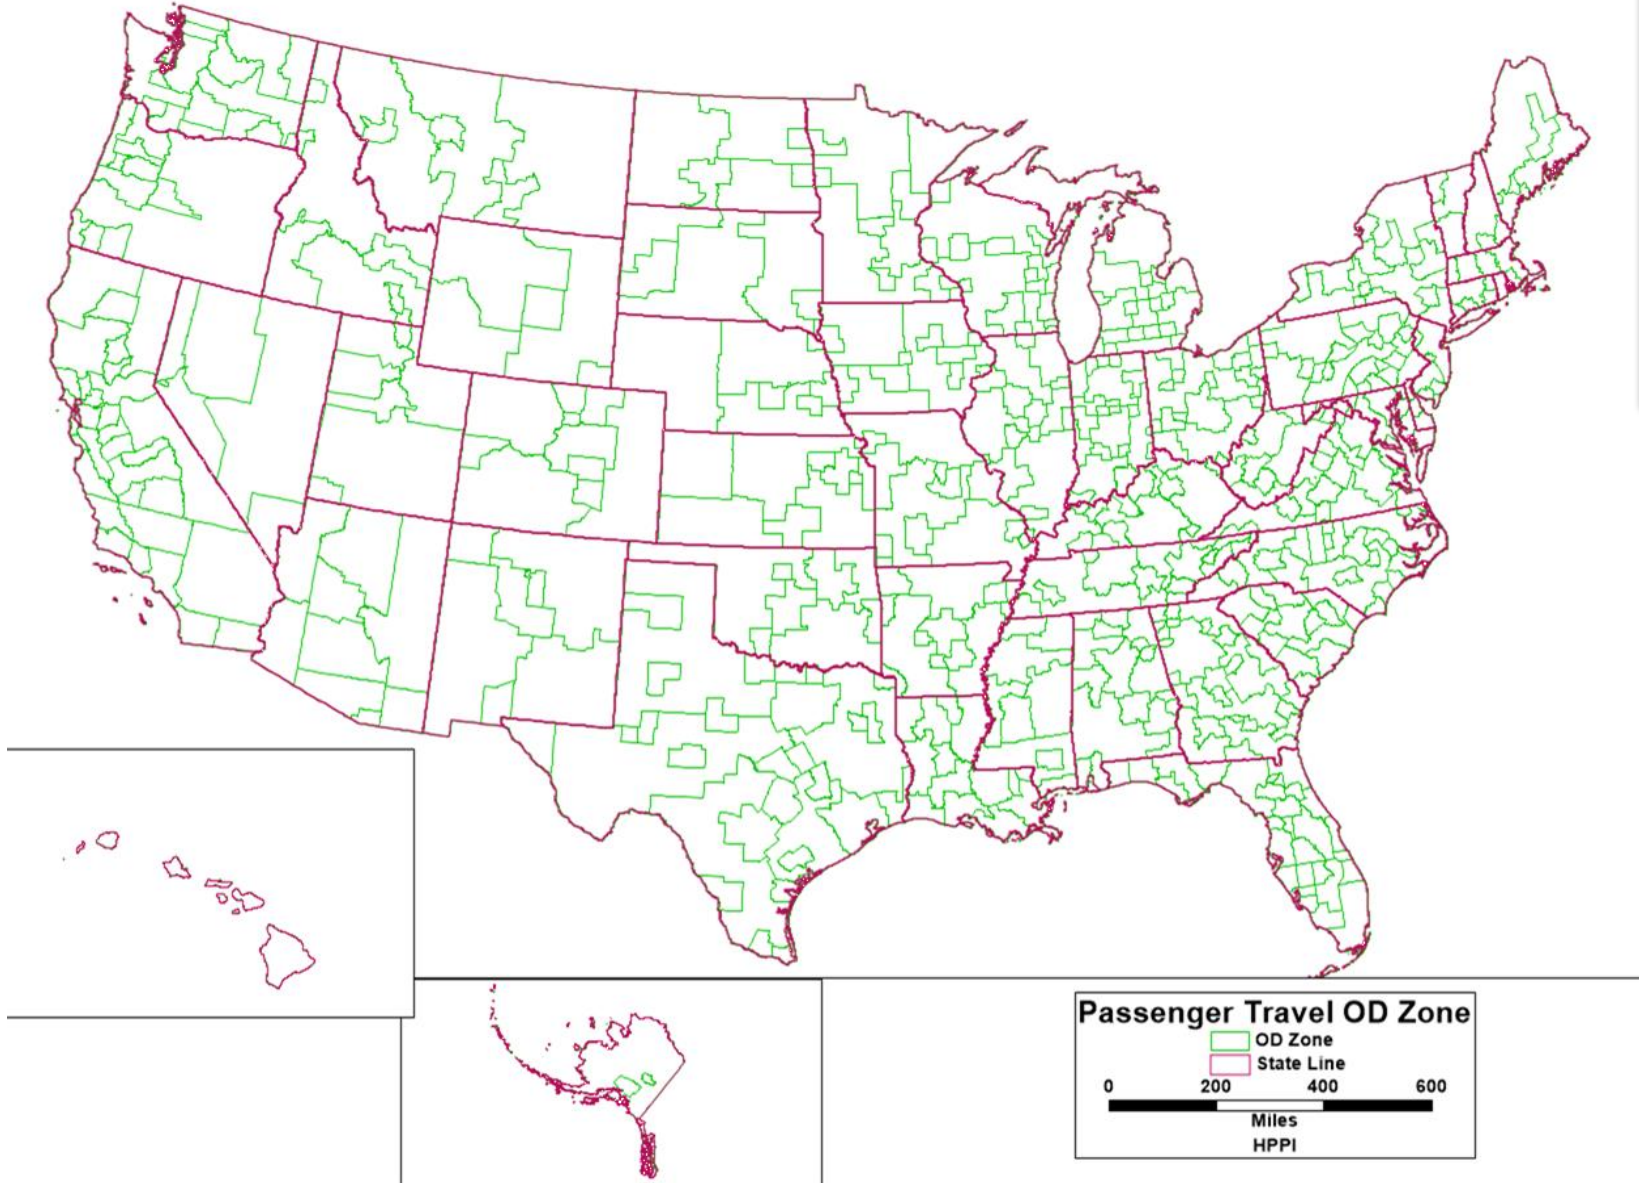 Passenger Travel OD Zone
OD Zone
State Line
0 200 400 600
Miles
HPPI